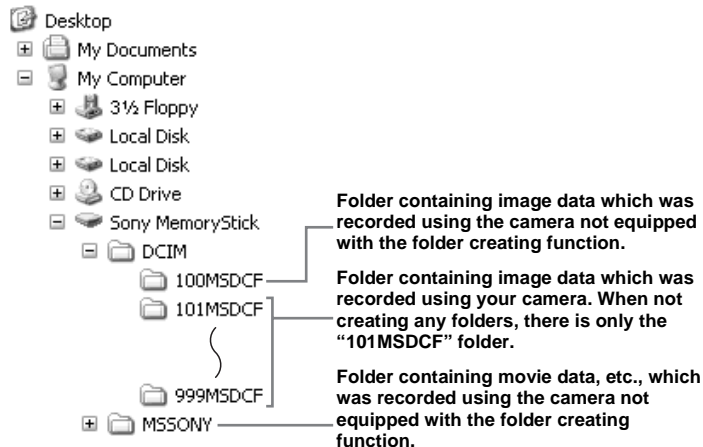 Desktop
My Documents
My Computer
3½ Floppy
Local Disk
Local Disk
CD Drive
Sony MemoryStick
DCIM
100MSDCF
101MSDCF
999MSDCF
MSSONY
Folder containing image data which was
recorded using the camera not equipped
with the folder creating function.
Folder containing image data which was
recorded using your camera. When not
creating any folders, there is only the
“101MSDCF” folder.
Folder containing movie data, etc., which
was recorded using the camera not
equipped with the folder creating
function.